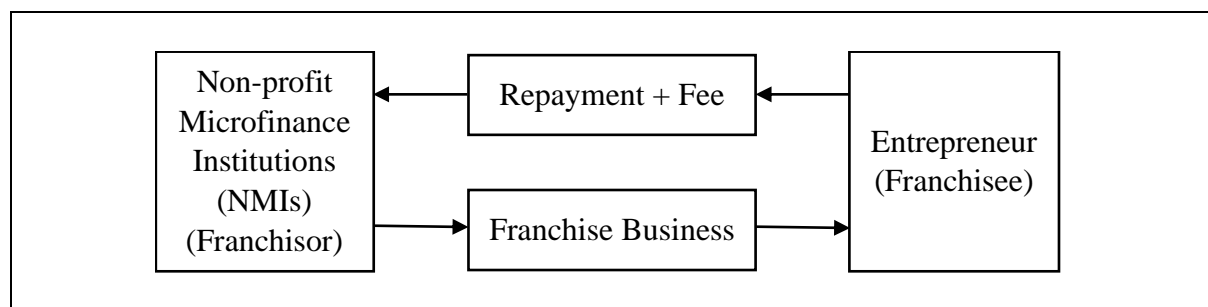 Non-profit
Microfinance
Institutions
(NMIs)
(Franchisor)
Repayment + Fee
Franchise Business
Entrepreneur
(Franchisee)